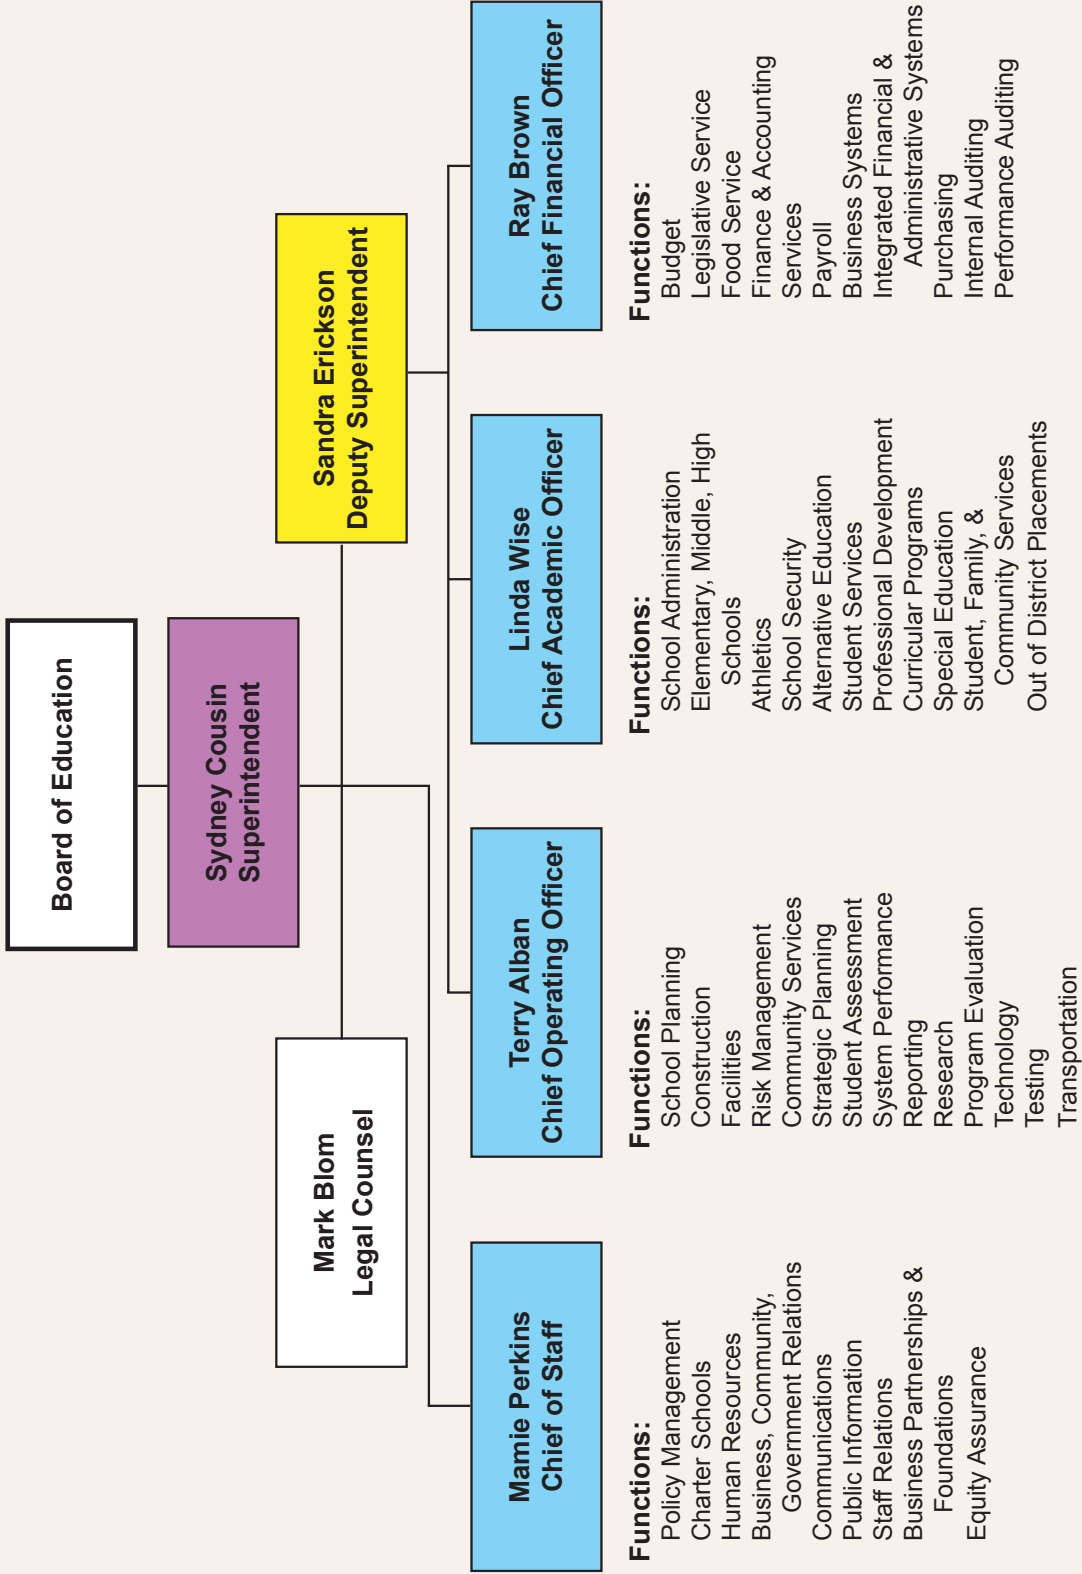 Board of Education
Sydney Cousin
Superintendent
Mark Blom
Legal Counsel
Sandra Erickson
Deputy Superintendent
Mamie Perkins
Chief of Staff
Functions:
Policy Management
Charter Schools
Human Resources
Business, Community,
Government Relations
Communications
Public Information
Staff Relations
Business Partnerships &
Foundations
Equity Assurance
Terry Alban
Chief Operating Officer
Functions:
School Planning
Construction
Facilities
Risk Management
Community Services
Strategic Planning
Student Assessment
System Performance
Reporting
Research
Program Evaluation
Technology
Testing
Transportation
Linda Wise
Chief Academic Officer
Functions:
School Administration
Elementary, Middle, High
Schools
Athletics
School Security
Alternative Education
Student Services
Professional Development
Curricular Programs
Special Education
Student, Family, &
Community Services
Out of District Placements
Ray Brown
Chief Financial Officer
Functions:
Budget
Legislative Service
Food Service
Finance & Accounting
Services
Payroll
Business Systems
Integrated Financial &
Administrative Systems
Purchasing
Internal Auditing
Performance Auditing